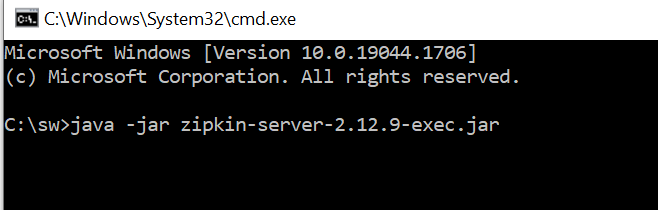 C:\Windows\System32\cmd.exe
Microsoft Windows [Version 10.0.19044.1706]
(c) Microsoft Corporation. All rights reserved.
C:\sw>java -jar zipkin-server-2.12.9-exec.jar